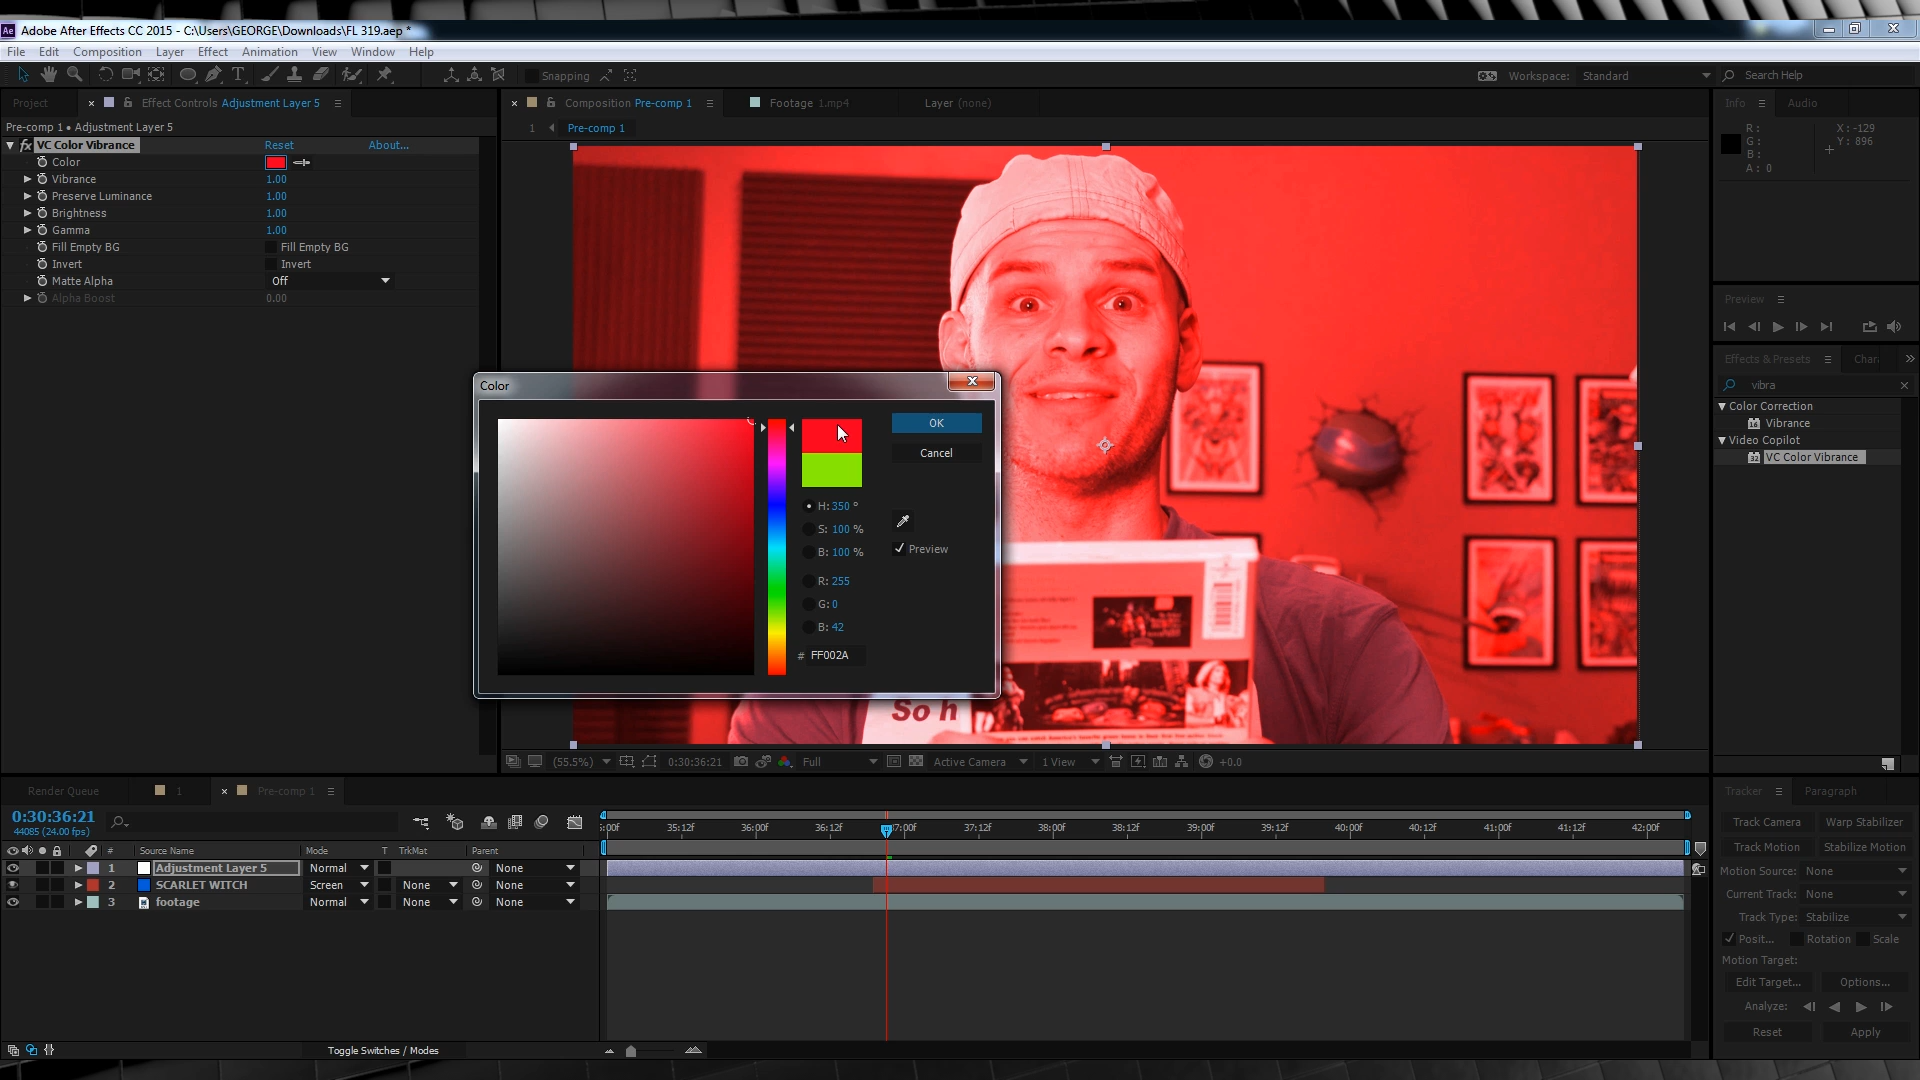 Adobe After Effects CC 2015 - C:\Users\GEORGE\Downloads\FL 319.aep *
File Edit Composition Layer Effect Animation View Window Help
Snapping Workspace: Standard Search Help
Project Effect Controls Adjustment Layer 5 Composition Pre-comp 1 Footage 1.mp4 Layer (none) Info Audio
Pre-comp 1 • Adjustment Layer 5 1 Pre-comp 1
R: X: -129
G: Y: 896
B:
A: 0
fx VC Color Vibrance Reset About...
Color
Vibrance 1.00
Preserve Luminance 1.00
Brightness 1.00
Gamma 1.00
Fill Empty BG Fill Empty BG
Invert Invert
Matte Alpha Off
Alpha Boost 0.00
Preview
Effects & Presets Chara
vibra
Color Correction
Vibrance
Video Copilot
VC Color Vibrance
Color
OK
Cancel
H: 350 °
S: 100 %
B: 100 %
Preview
R: 255
G: 0
B: 42
# FF002A
So h
(55.5%) 0:30:36:21 Full Active Camera 1 View +0.0
Render Queue 1 Pre-comp 1
0:30:36:21
44085 (24.00 fps)
# Source Name Mode T TrkMat Parent
:00f 35:12f 36:00f 36:12f 37:00f 37:12f 38:00f 38:12f 39:00f 39:12f 40:00f 40:12f 41:00f 41:12f 42:00f
1 Adjustment Layer 5 Normal None
2 SCARLET WITCH Screen None None
3 footage Normal None None
Toggle Switches / Modes
Tracker Paragraph
Track Camera Warp Stabilizer
Track Motion Stabilize Motion
Motion Source: None
Current Track: None
Track Type: Stabilize
Posit... Rotation Scale
Motion Target:
Edit Target... Options...
Analyze:
Reset Apply